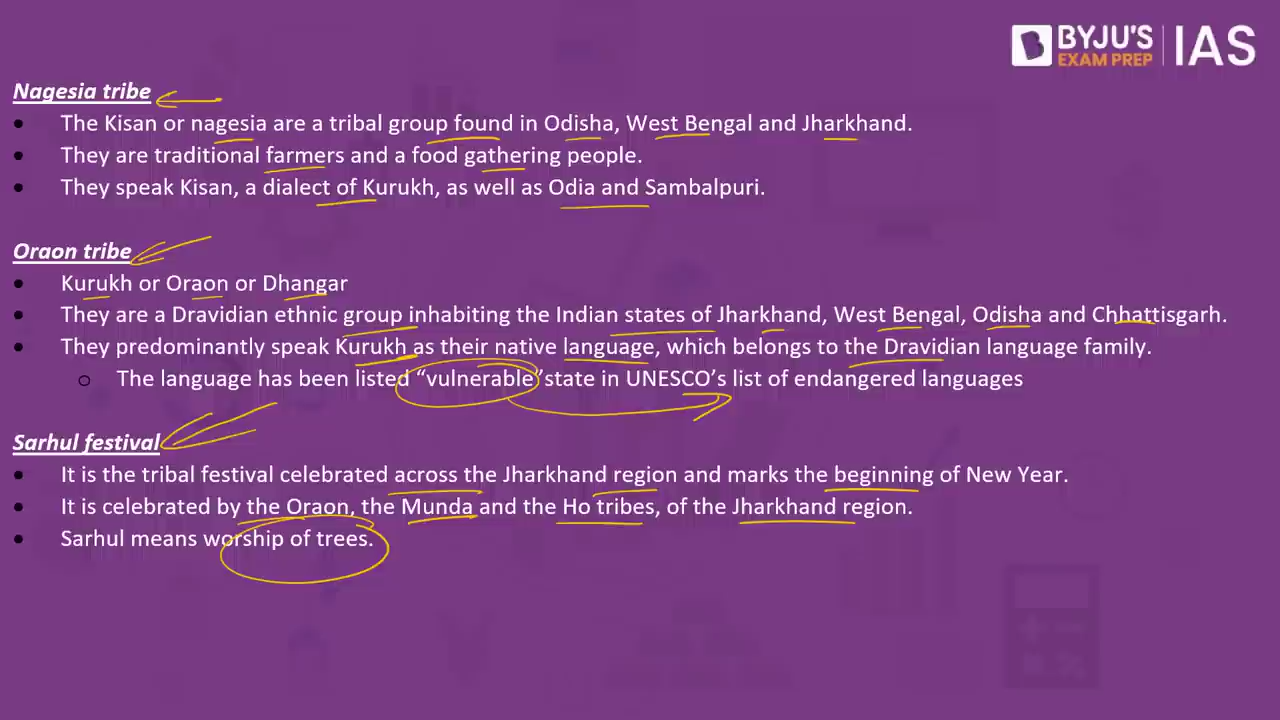 BYJU'S
EXAM PREP
IAS
Nagesia tribe
• The Kisan or nagesia are a tribal group found in Odisha, West Bengal and Jharkhand.
• They are traditional farmers and a food gathering people.
• They speak Kisan, a dialect of Kurukh, as well as Odia and Sambalpuri.
Oraon tribe
• Kurukh or Oraon or Dhangar
• They are a Dravidian ethnic group inhabiting the Indian states of Jharkhand, West Bengal, Odisha and Chhattisgarh.
• They predominantly speak Kurukh as their native language, which belongs to the Dravidian language family.
o The language has been listed “vulnerable”state in UNESCO’s list of endangered languages
Sarhul festival
• It is the tribal festival celebrated across the Jharkhand region and marks the beginning of New Year.
• It is celebrated by the Oraon, the Munda and the Ho tribes, of the Jharkhand region.
• Sarhul means worship of trees.